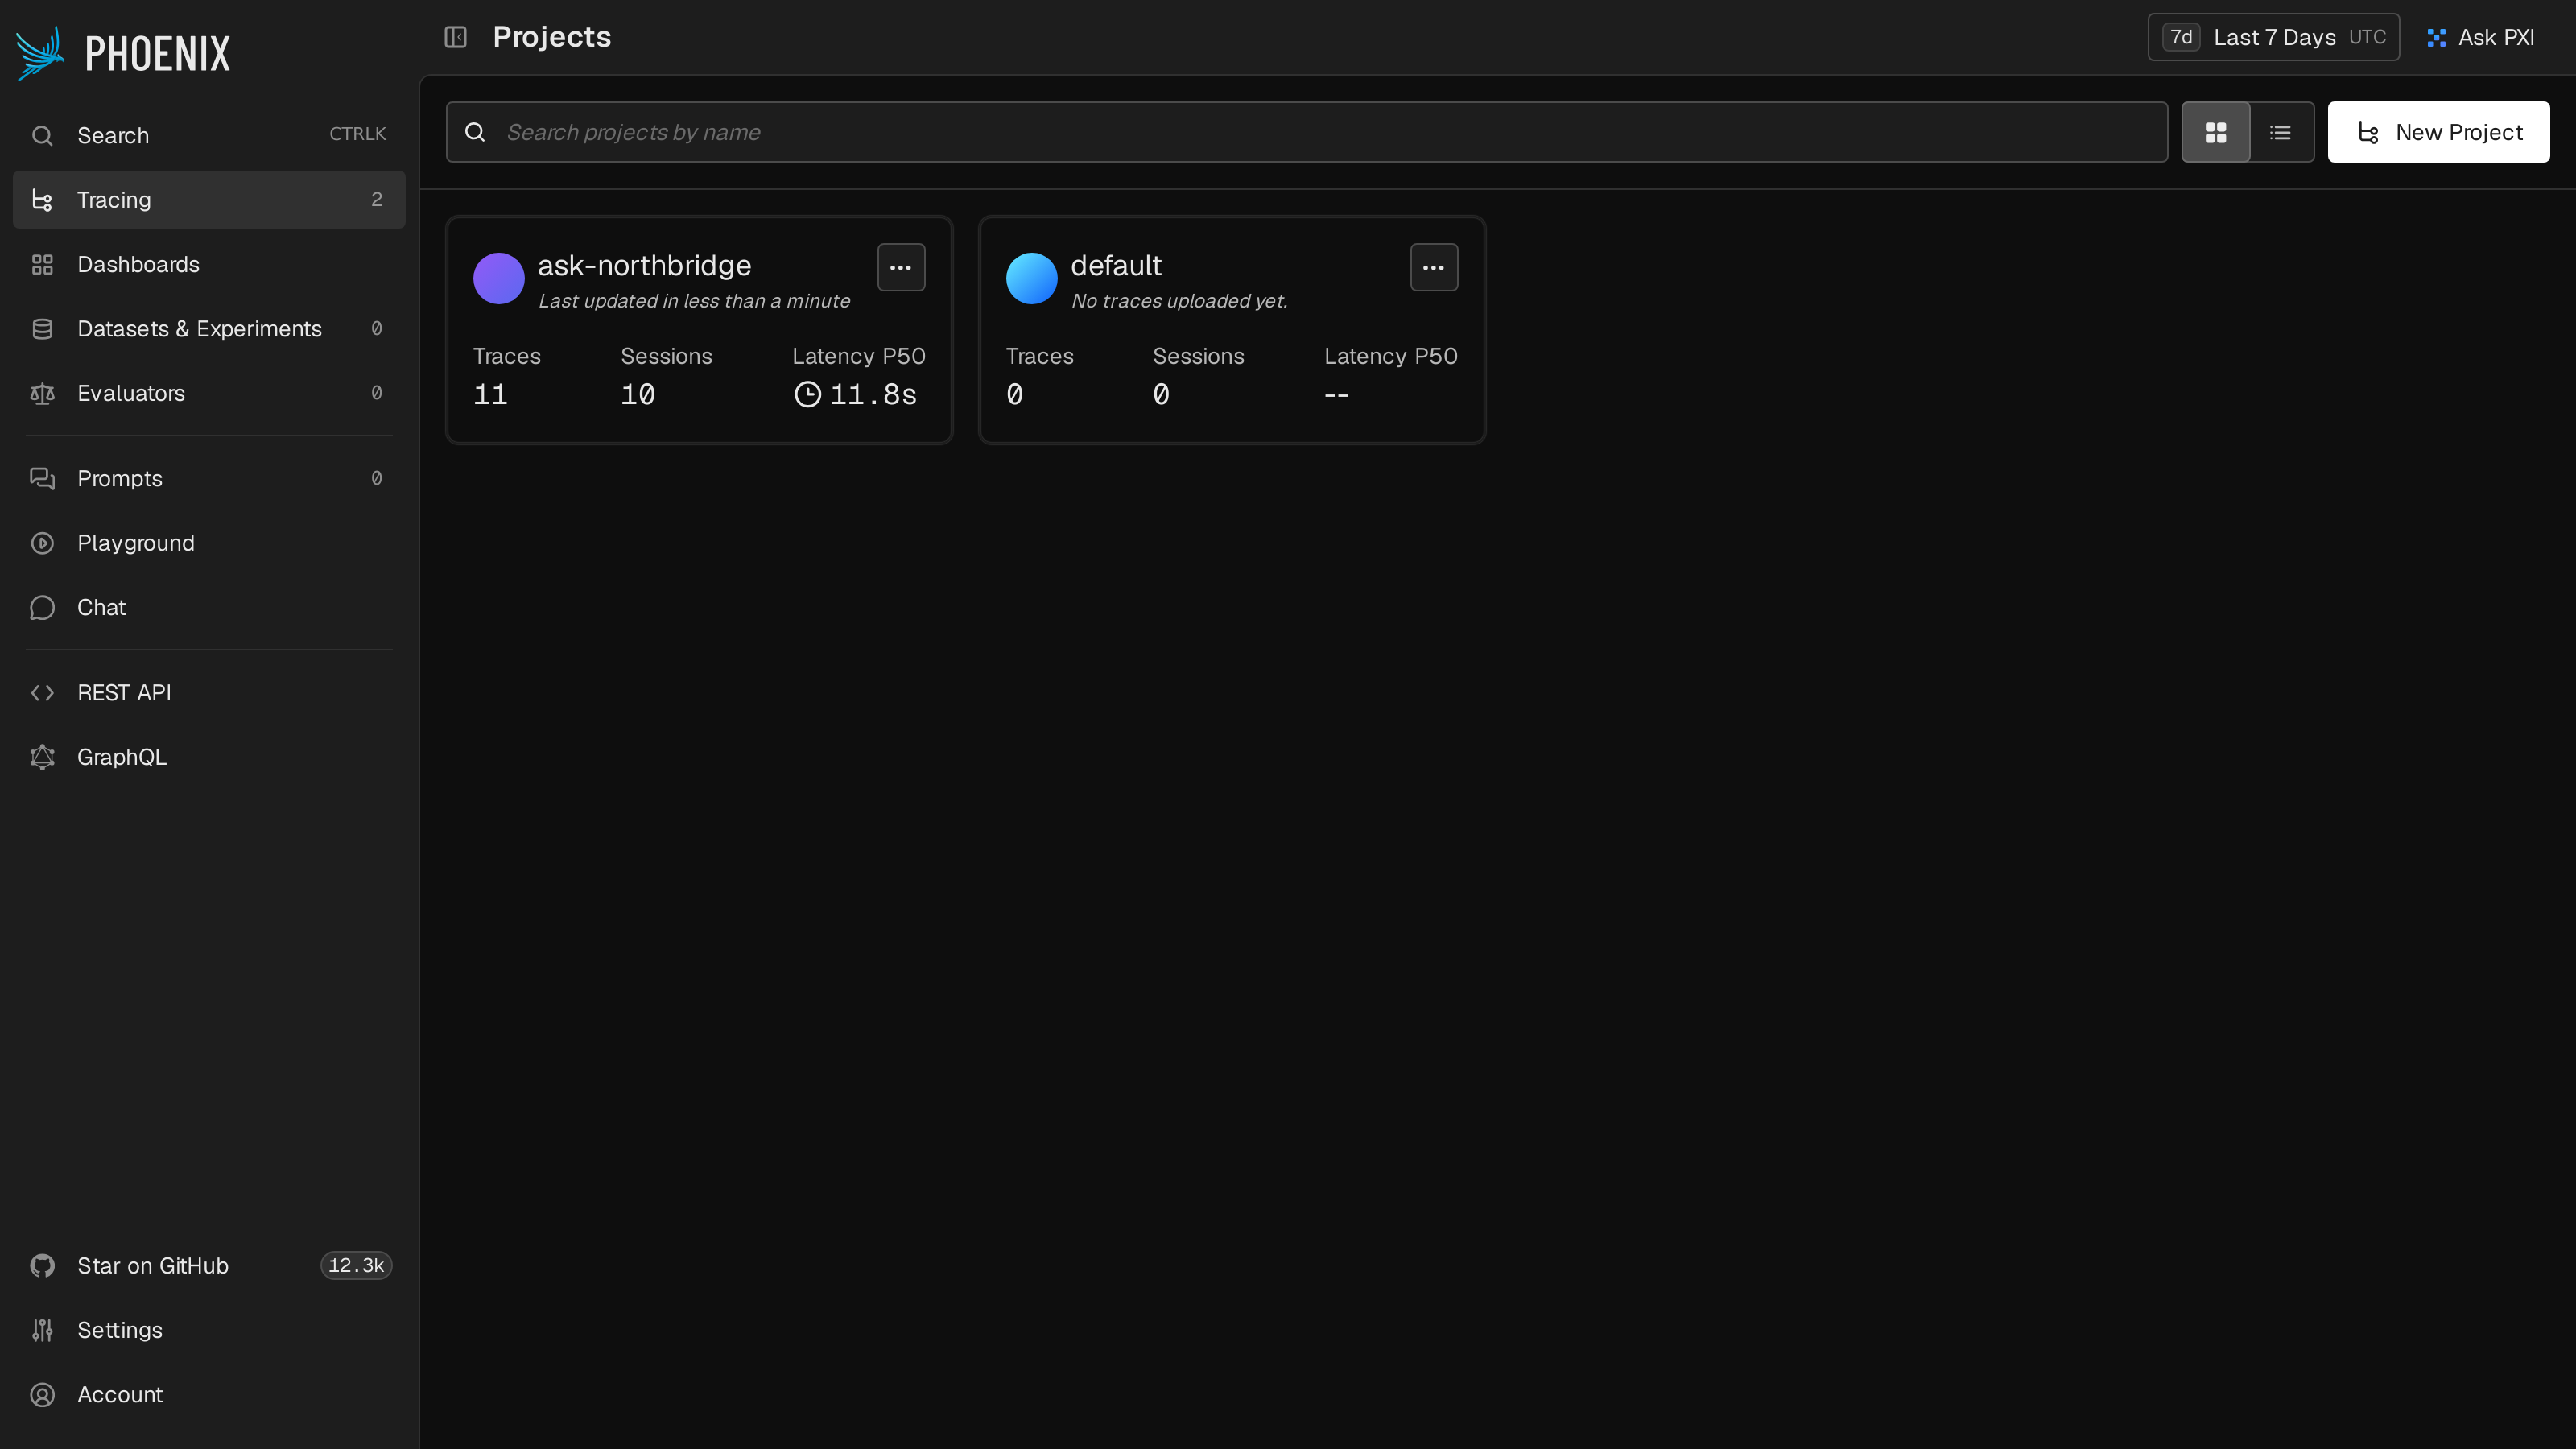 PHOENIX
Search CTRLK
Tracing 2
Dashboards
Datasets & Experiments 0
Evaluators 0
Prompts 0
Playground
Chat
REST API
GraphQL
Star on GitHub 12.3k
Settings
Account
Projects
7d Last 7 Days UTC
Ask PXI
Search projects by name
New Project
ask-northbridge
Last updated in less than a minute
Traces Sessions Latency P50
11 10 11.8s
default
No traces uploaded yet.
Traces Sessions Latency P50
0 0 --